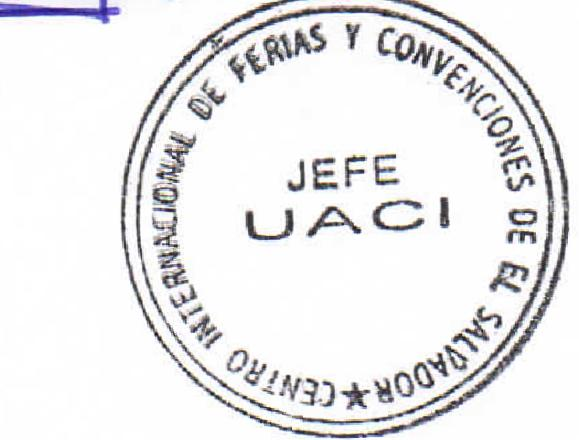 CENTRO INTERNACIONAL DE FERIAS Y CONVENCIONES DE EL SALVADOR ★
JEFE
UACI